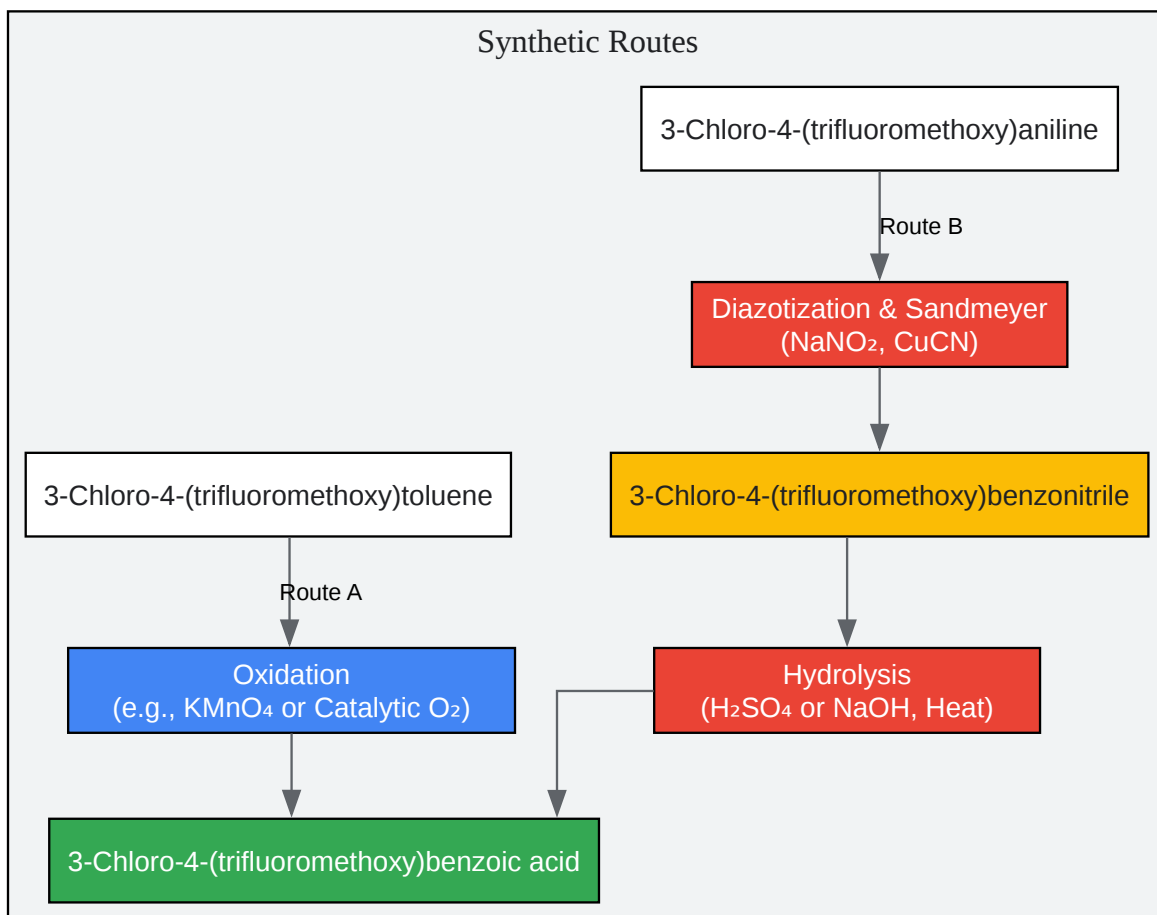 Synthetic Routes
3-Chloro-4-(trifluoromethoxy)aniline
Route B
Diazotization & Sandmeyer
(NaNO₂, CuCN)
3-Chloro-4-(trifluoromethoxy)toluene
3-Chloro-4-(trifluoromethoxy)benzonitrile
Route A
Oxidation
(e.g., KMnO₄ or Catalytic O₂)
Hydrolysis
(H₂SO₄ or NaOH, Heat)
3-Chloro-4-(trifluoromethoxy)benzoic acid